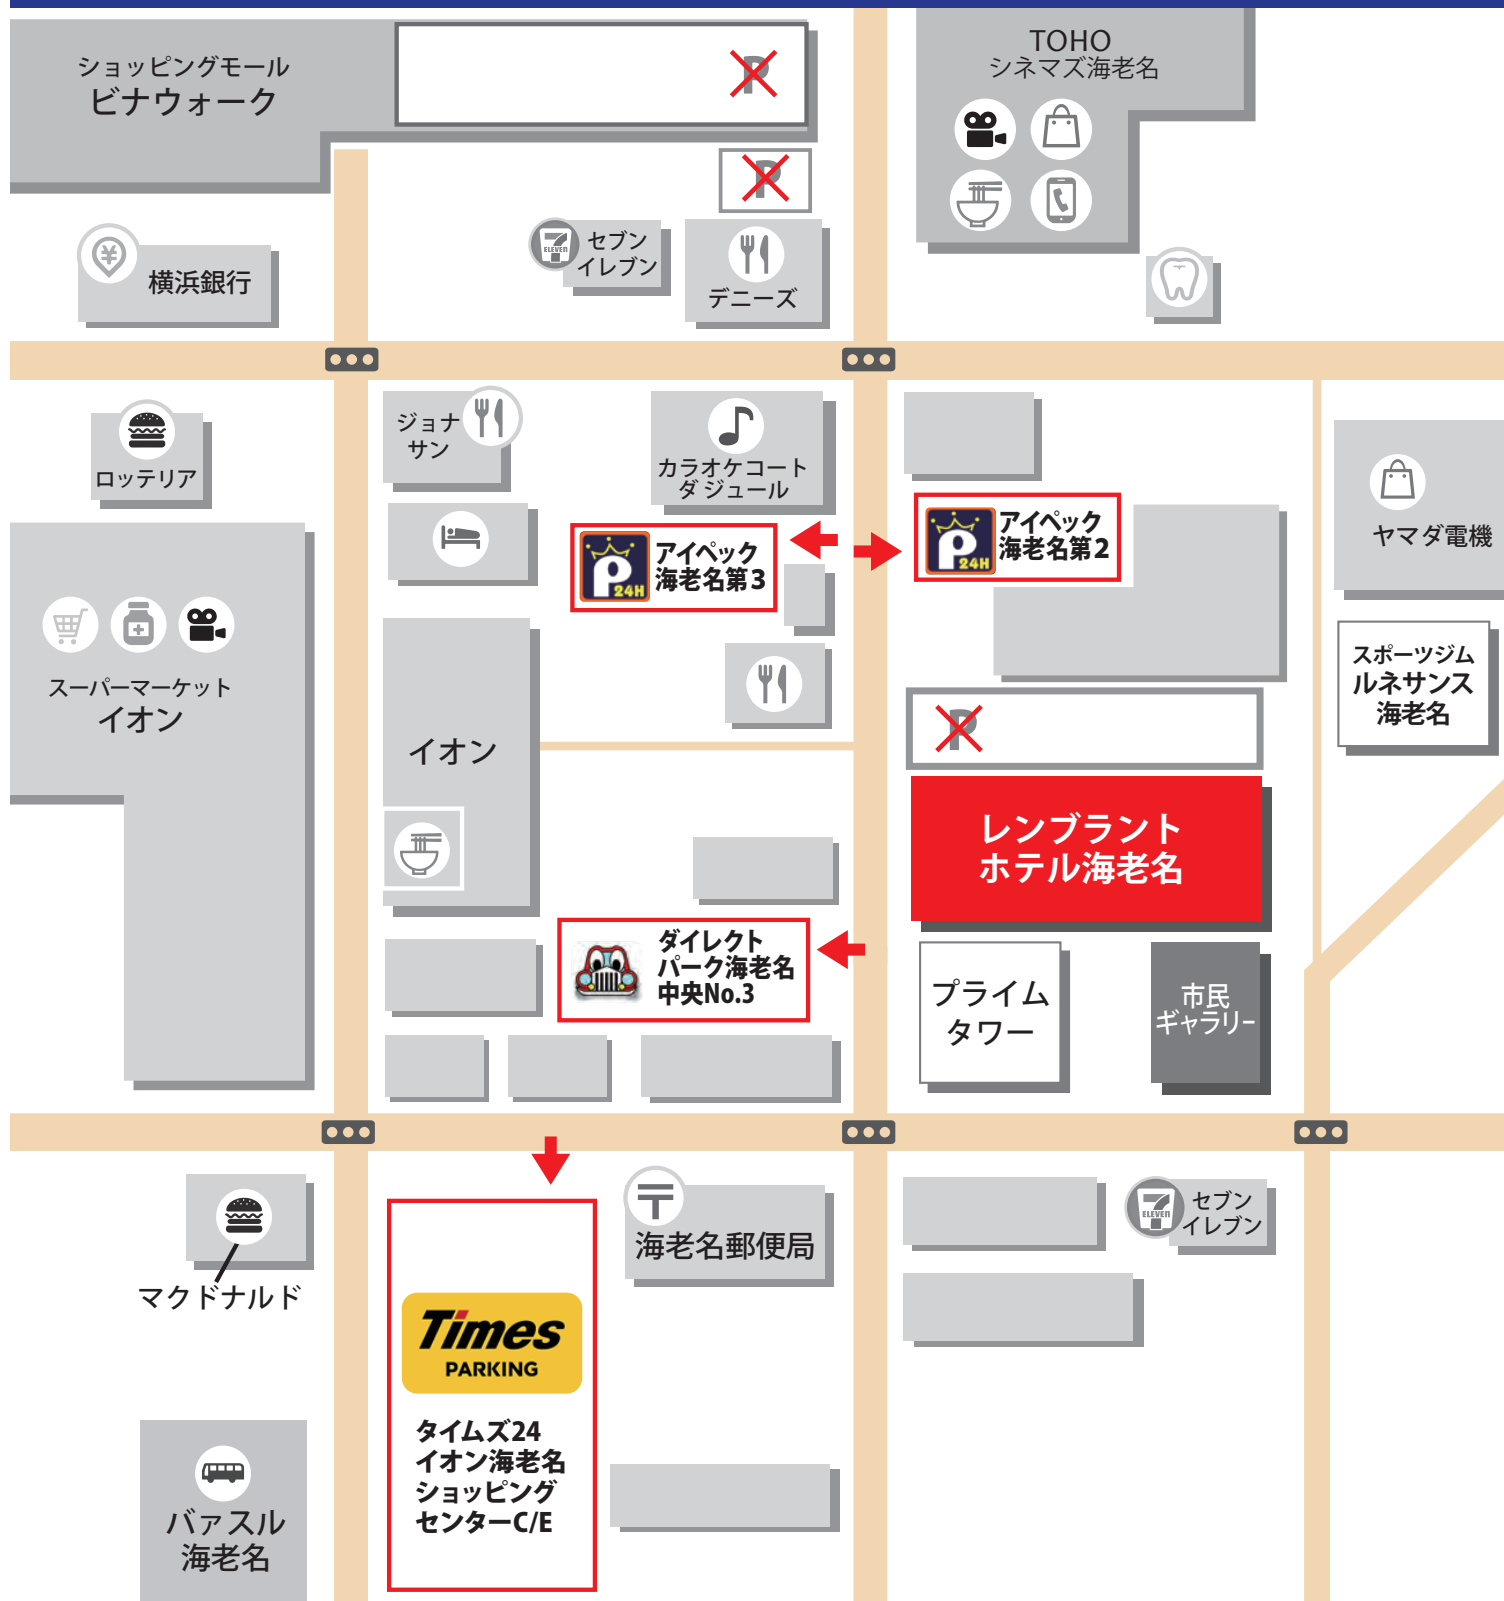 ショッピングモール
ビナウォーク
P
TOHO
シネマズ海老名
P
7
ELEVEn
セブン
イレブン
デニーズ
¥
横浜銀行
ロッテリア
ジョナ
サン
カラオケコート
ダジュール
P
24H
アイペック
海老名第3
P
24H
アイペック
海老名第2
ヤマダ電機
スポーツジム
ルネサンス
海老名
スーパーマーケット
イオン
イオン
P
レンブラント
ホテル海老名
ダイレクト
パーク海老名
中央No.3
プライム
タワー
市民
ギャラリー
マクドナルド
〒
海老名郵便局
7
ELEVEn
セブン
イレブン
Times
PARKING
タイムズ24
イオン海老名
ショッピング
センターC/E
バァスル
海老名